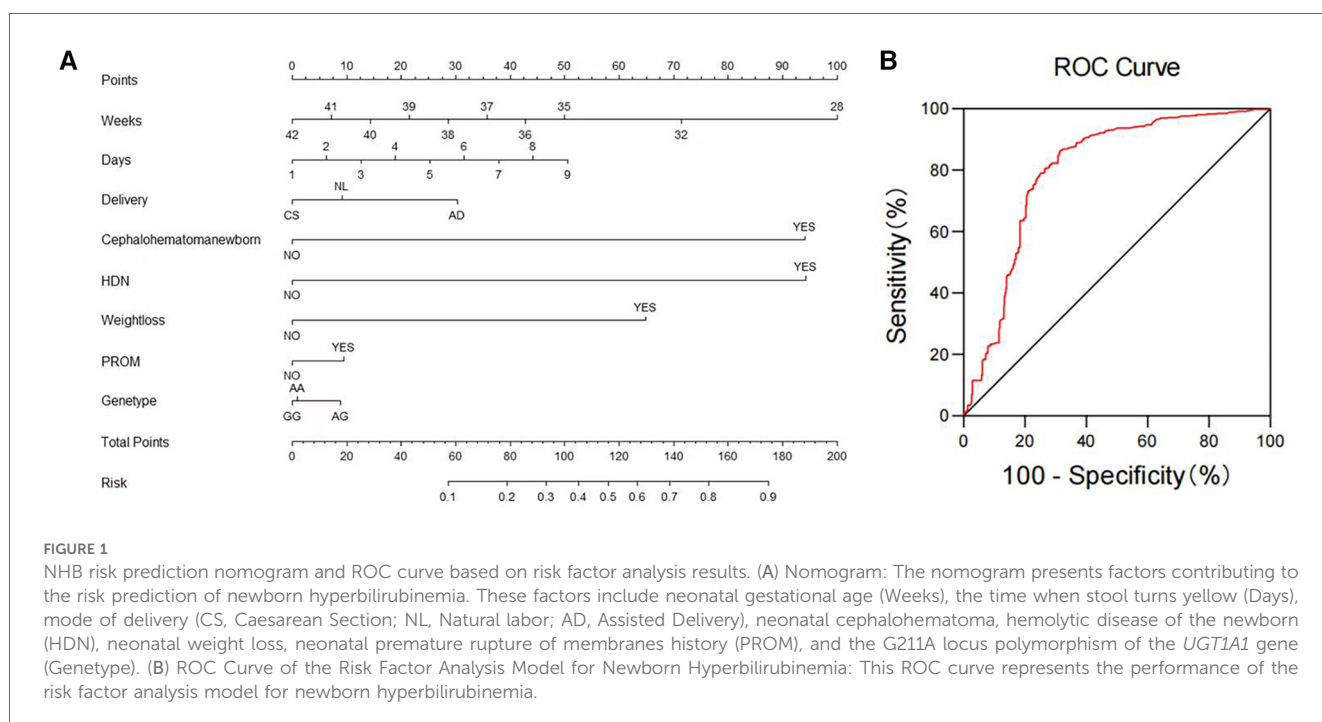 A
Points
0 10 20 30 40 50 60 70 80 90 100
41 39 37 35 28
Weeks
42 40 38 36 32
2 4 6 8
Days
1 3 5 7 9
NL
Delivery
CS AD
YES
Cephalohematomanewborn
NO
YES
HDN
NO
YES
Weightloss
NO
YES
PROM
NO
AA
Genotype
GG AG
Total Points
0 20 40 60 80 100 120 140 160 180 200
Risk
0.1 0.2 0.3 0.4 0.5 0.6 0.7 0.8 0.9
B
ROC Curve
100
80
60
40
20
0
Sensitivity(%)
0 20 40 60 80 100
100 - Specificity(%)
FIGURE 1
NHB risk prediction nomogram and ROC curve based on risk factor analysis results. (A) Nomogram: The nomogram presents factors contributing to
the risk prediction of newborn hyperbilirubinemia. These factors include neonatal gestational age (Weeks), the time when stool turns yellow (Days),
mode of delivery (CS, Caesarean Section; NL, Natural labor; AD, Assisted Delivery), neonatal cephalohematoma, hemolytic disease of the newborn
(HDN), neonatal weight loss, neonatal premature rupture of membranes history (PROM), and the G211A locus polymorphism of the UGT1A1 gene
(Genotype). (B) ROC Curve of the Risk Factor Analysis Model for Newborn Hyperbilirubinemia: This ROC curve represents the performance of the
risk factor analysis model for newborn hyperbilirubinemia.